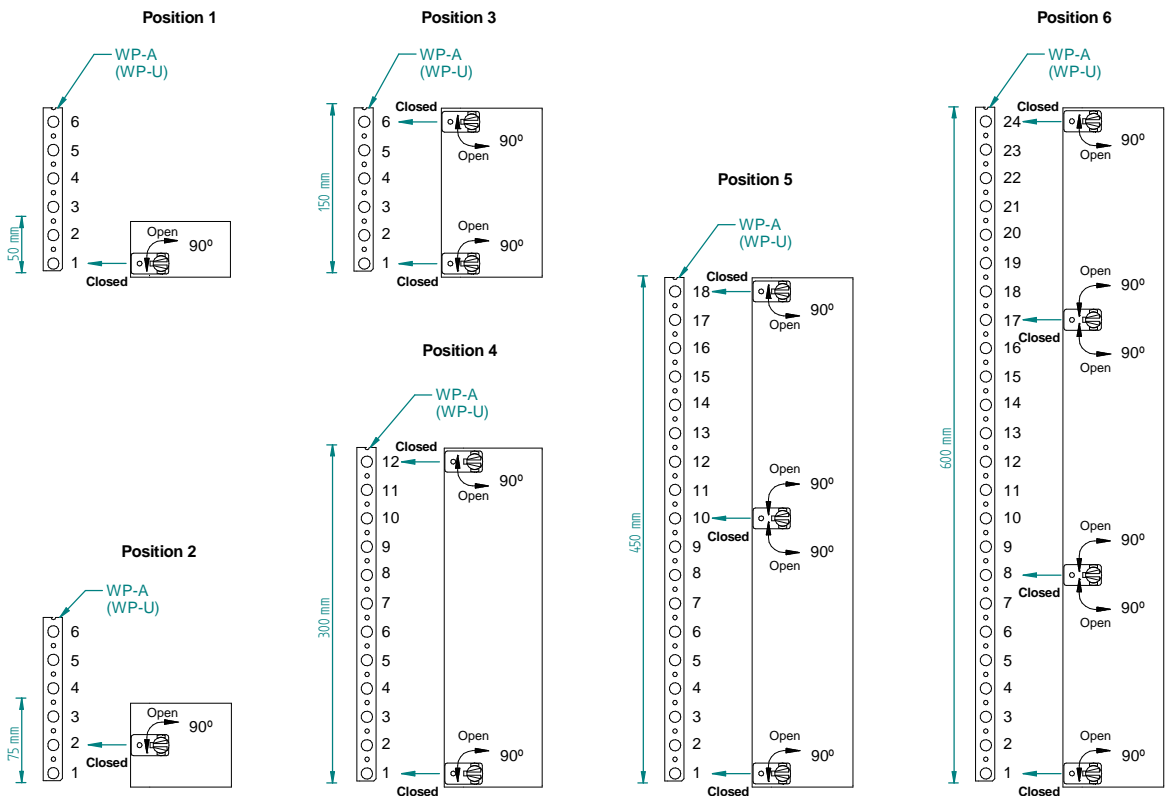 Position 1
WP-A
(WP-U)
6
5
4
3
2
1
50 mm
Open
90º
Closed
Position 2
WP-A
(WP-U)
6
5
4
3
2
1
75 mm
Open
90º
Closed
Position 3
WP-A
(WP-U)
Closed
6
5
4
3
2
1
150 mm
90º
Open
Open
90º
Closed
Position 4
WP-A
(WP-U)
Closed
12
11
10
9
8
7
6
5
4
3
2
1
300 mm
90º
Open
Open
90º
Closed
Position 5
WP-A
(WP-U)
Closed
18
17
16
15
14
13
12
11
10
9
8
7
6
5
4
3
2
1
450 mm
90º
Open
Open
90º
Closed
90º
Open
Open
90º
Closed
Position 6
WP-A
(WP-U)
Closed
24
23
22
21
20
19
18
17
16
15
14
13
12
11
10
9
8
7
6
5
4
3
2
1
600 mm
90º
Open
Open
90º
Closed
90º
Open
Open
90º
Closed
90º
Open
Open
90º
Closed